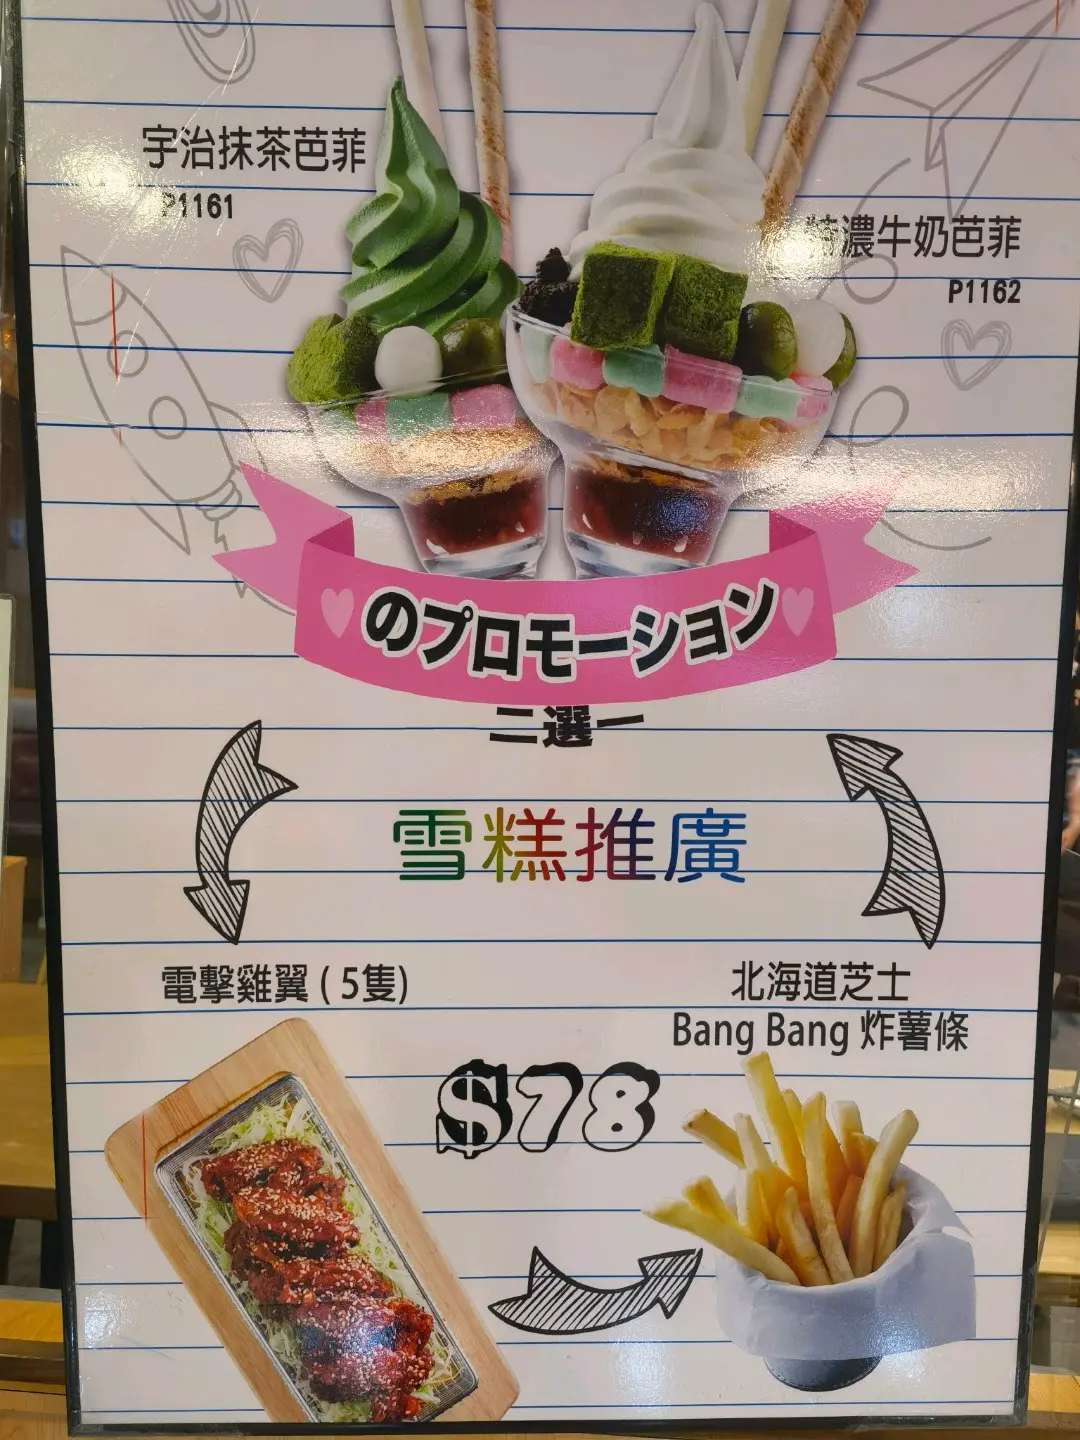 宇治抹茶芭菲
P1161
特濃牛奶芭菲
P1162
のプロモーション
二選一
雪糕推廣
電擊雞翼 ( 5隻)
北海道芝士
Bang Bang 炸薯條
$78